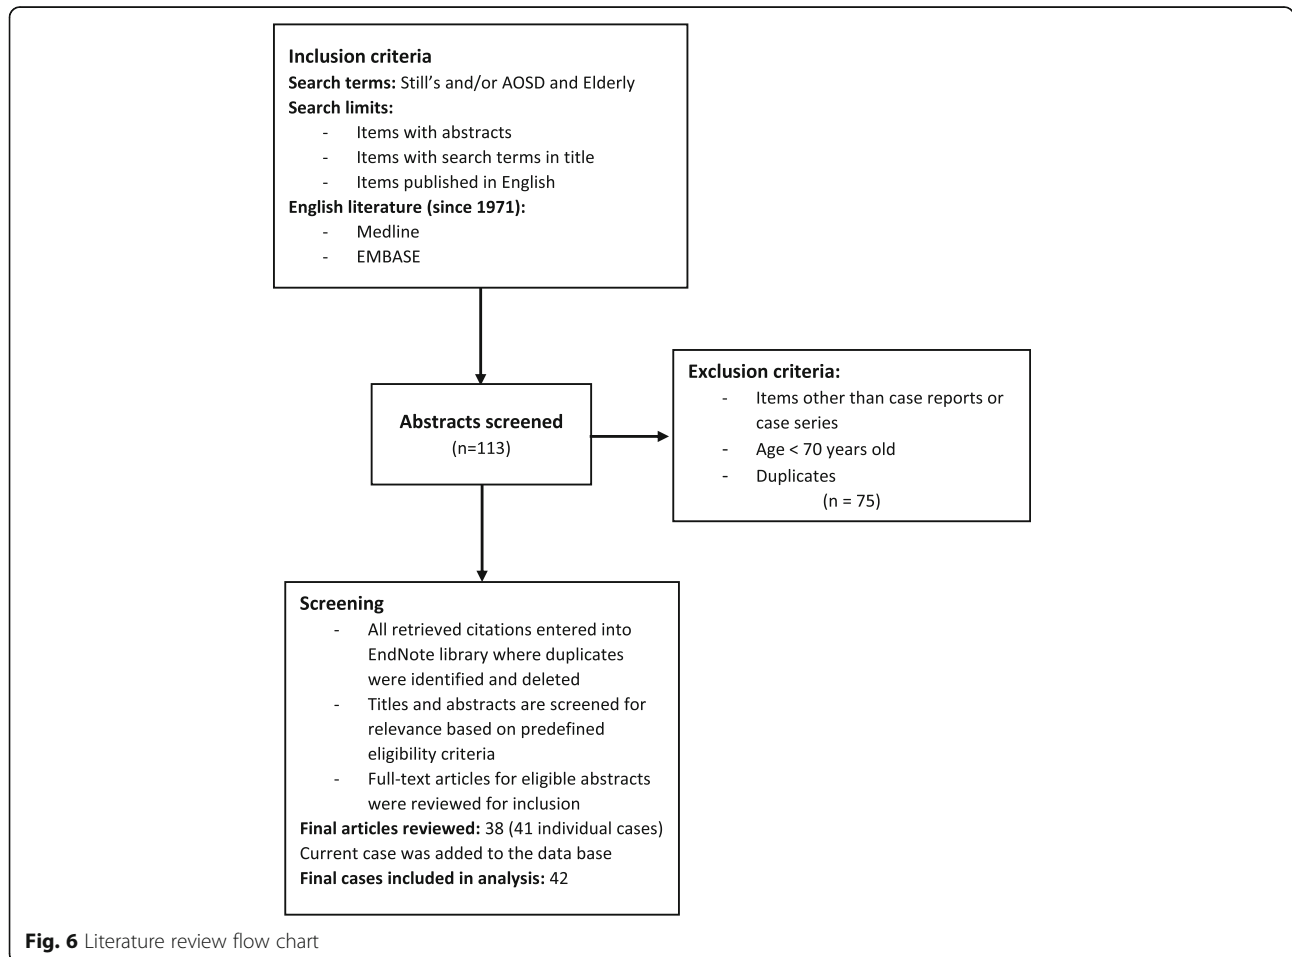 Inclusion criteria
Search terms: Still’s and/or AOSD and Elderly
Search limits:
- Items with abstracts
- Items with search terms in title
- Items published in English
English literature (since 1971):
- Medline
- EMBASE
Abstracts screened
(n=113)
Exclusion criteria:
- Items other than case reports or
case series
- Age < 70 years old
- Duplicates
(n = 75)
Screening
- All retrieved citations entered into
EndNote library where duplicates
were identified and deleted
- Titles and abstracts are screened for
relevance based on predefined
eligibility criteria
- Full-text articles for eligible abstracts
were reviewed for inclusion
Final articles reviewed: 38 (41 individual cases)
Current case was added to the data base
Final cases included in analysis: 42
Fig. 6 Literature review flow chart